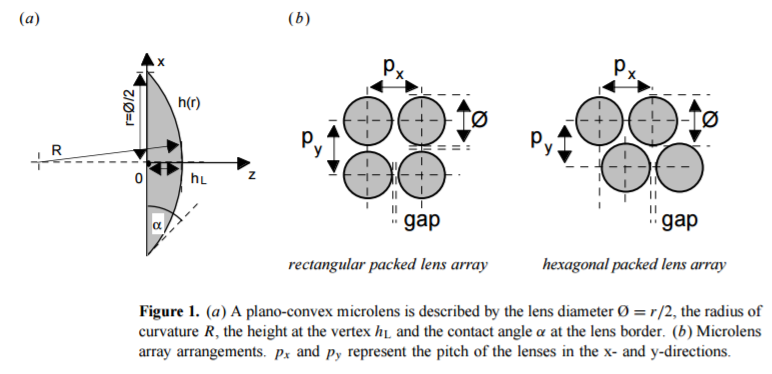 (a)
x
h(r)
r=Ø/2
R
0
hL
z
α
(b)
px
Ø
py
gap
rectangular packed lens array
px
Ø
py
gap
hexagonal packed lens array
Figure 1. (a) A plano-convex microlens is described by the lens diameter Ø = r/2, the radius of
curvature R, the height at the vertex hL and the contact angle α at the lens border. (b) Microlens
array arrangements. px and py represent the pitch of the lenses in the x- and y-directions.